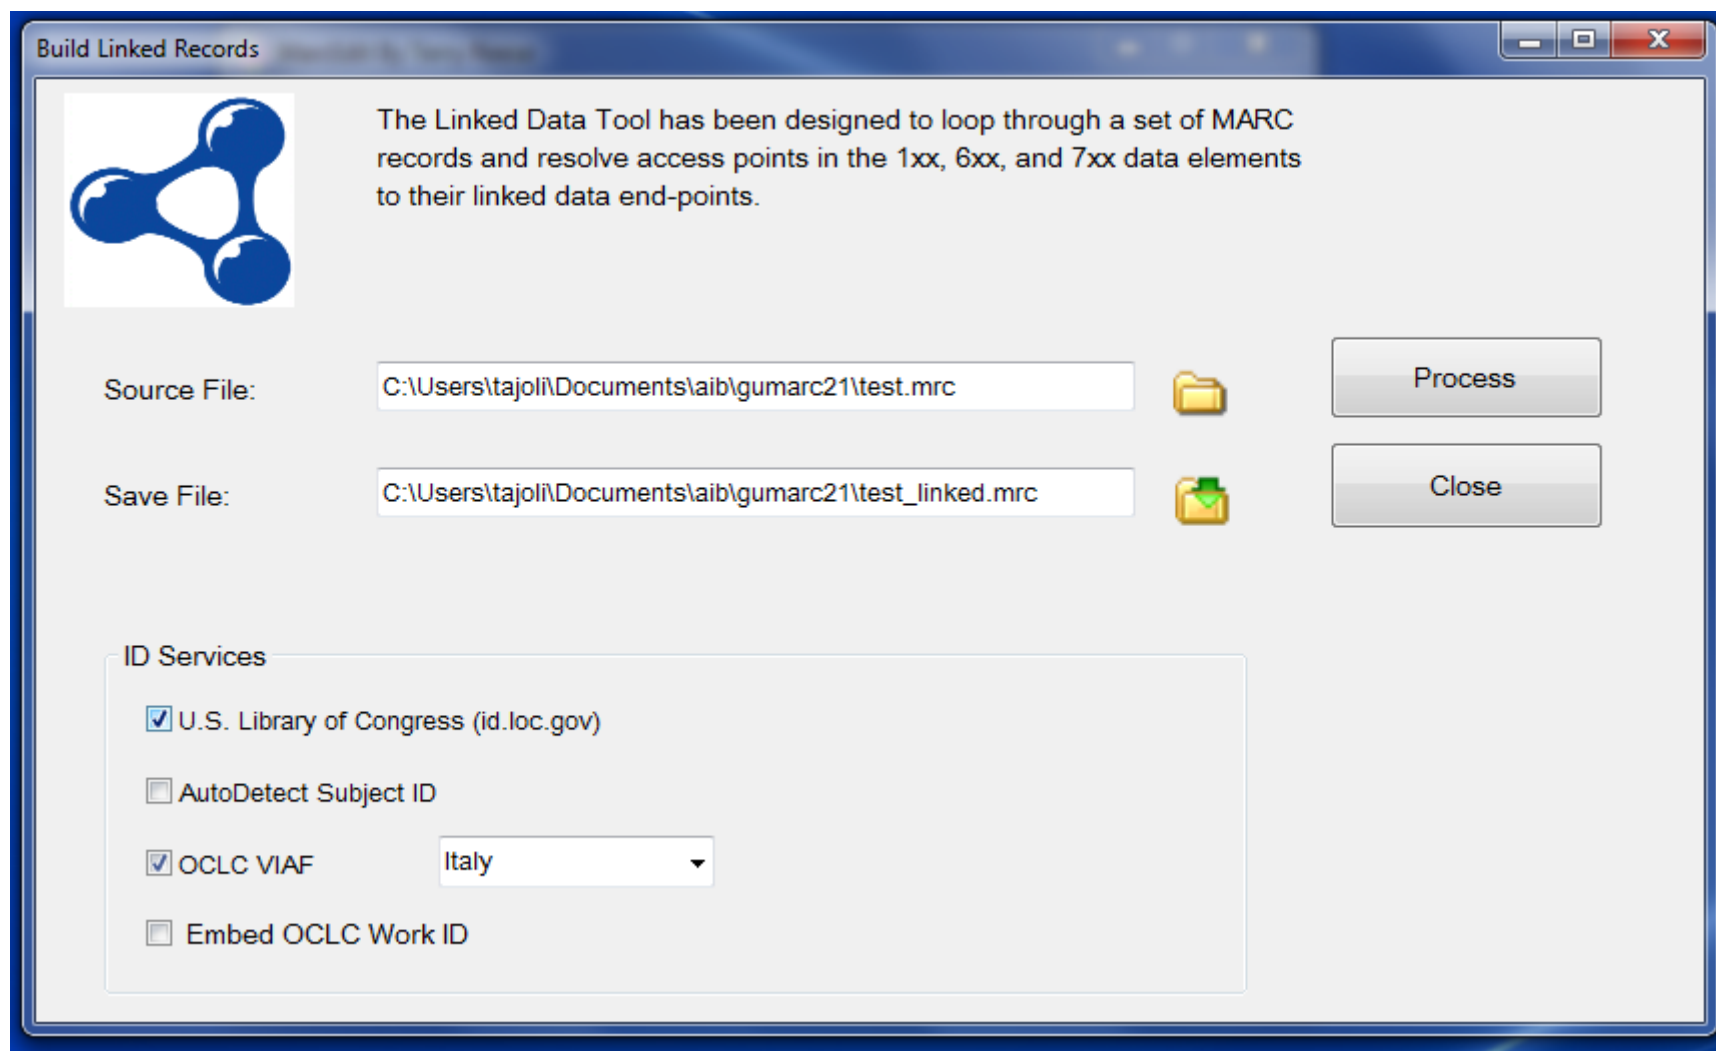 Build Linked Records
The Linked Data Tool has been designed to loop through a set of MARC
records and resolve access points in the 1xx, 6xx, and 7xx data elements
to their linked data end-points.
Source File:
C:\Users\tajoli\Documents\aib\gumarc21\test.mrc
Process
Save File:
C:\Users\tajoli\Documents\aib\gumarc21\test_linked.mrc
Close
ID Services
U.S. Library of Congress (id.loc.gov)
AutoDetect Subject ID
OCLC VIAF
Italy
Embed OCLC Work ID